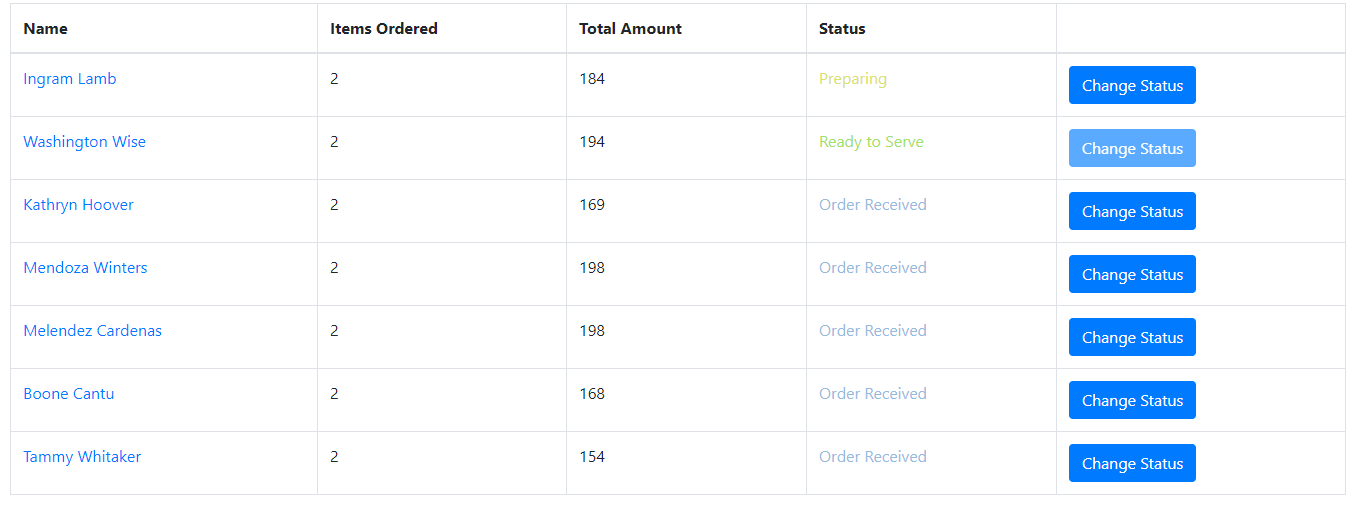 Name Items Ordered Total Amount Status
Ingram Lamb 2 184 Preparing Change Status
Washington Wise 2 194 Ready to Serve Change Status
Kathryn Hoover 2 169 Order Received Change Status
Mendoza Winters 2 198 Order Received Change Status
Melendez Cardenas 2 198 Order Received Change Status
Boone Cantu 2 168 Order Received Change Status
Tammy Whitaker 2 154 Order Received Change Status